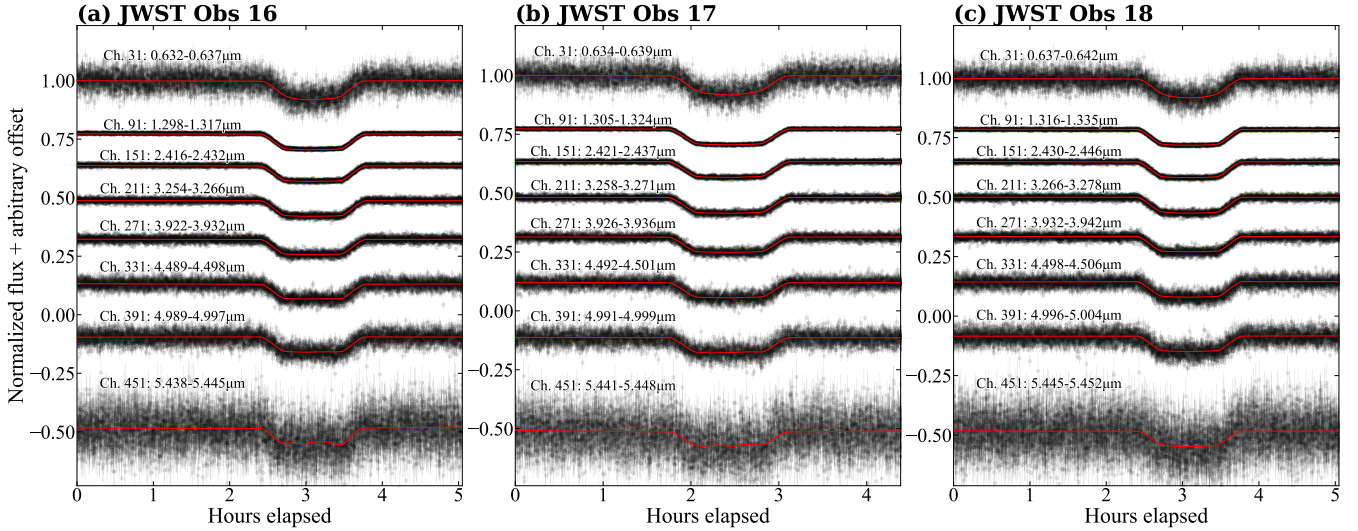 (a) JWST Obs 16
Normalized flux + arbitrary offset
1.00
0.75
0.50
0.25
0.00
−0.25
−0.50
Ch. 31: 0.632-0.637μm
Ch. 91: 1.298-1.317μm
Ch. 151: 2.416-2.432μm
Ch. 211: 3.254-3.266μm
Ch. 271: 3.922-3.932μm
Ch. 331: 4.489-4.498μm
Ch. 391: 4.989-4.997μm
Ch. 451: 5.438-5.445μm
0 1 2 3 4 5
Hours elapsed
(b) JWST Obs 17
1.00
0.75
0.50
0.25
0.00
−0.25
−0.50
Ch. 31: 0.634-0.639μm
Ch. 91: 1.305-1.324μm
Ch. 151: 2.421-2.437μm
Ch. 211: 3.258-3.271μm
Ch. 271: 3.926-3.936μm
Ch. 331: 4.492-4.501μm
Ch. 391: 4.991-4.999μm
Ch. 451: 5.441-5.448μm
0 1 2 3 4
Hours elapsed
(c) JWST Obs 18
1.00
0.75
0.50
0.25
0.00
−0.25
−0.50
Ch. 31: 0.637-0.642μm
Ch. 91: 1.316-1.335μm
Ch. 151: 2.430-2.446μm
Ch. 211: 3.266-3.278μm
Ch. 271: 3.932-3.942μm
Ch. 331: 4.498-4.506μm
Ch. 391: 4.996-5.004μm
Ch. 451: 5.445-5.452μm
0 1 2 3 4 5
Hours elapsed